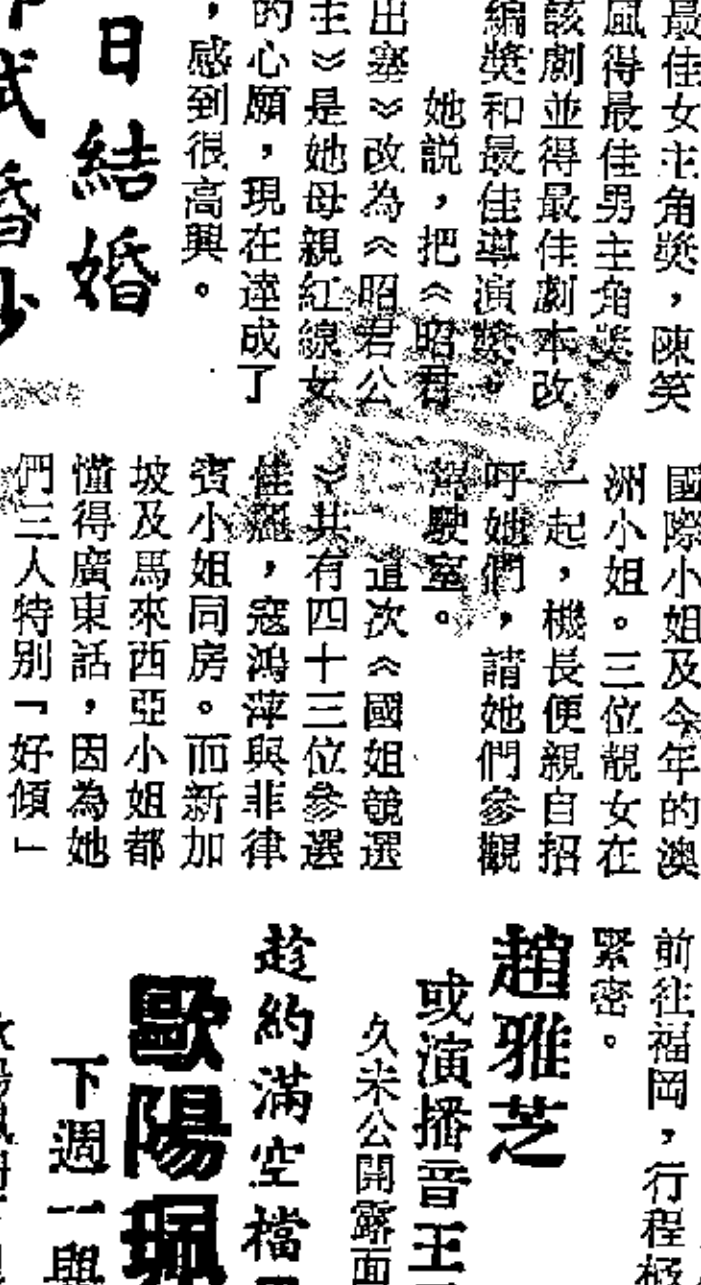 最佳女主角獎，陳笑
風得最佳男主角獎，
該劇並得最佳劇本改
編獎和最佳導演獎。
她說，把《昭君
出塞》改為《昭君公
主》是她母親紅線女
的心願，現在達成了
，感到很高興。
日結婚
式婚紗
國際小姐及今年的澳
洲小姐。三位靚女在
一起，機長便親自招
呼她們，請她們參觀
駕駛室。
這次《國姐競選
》共有四十三位參選
佳麗，寇鴻萍與菲律
賓小姐同房。而新加
坡及馬來西亞小姐都
懂得廣東話，因為她
們三人特別「好傾」
前往福岡，行程極
緊密。
趙雅芝
或演播音王
久未公開露面
趁約滿空檔
歐陽珮
下週一與